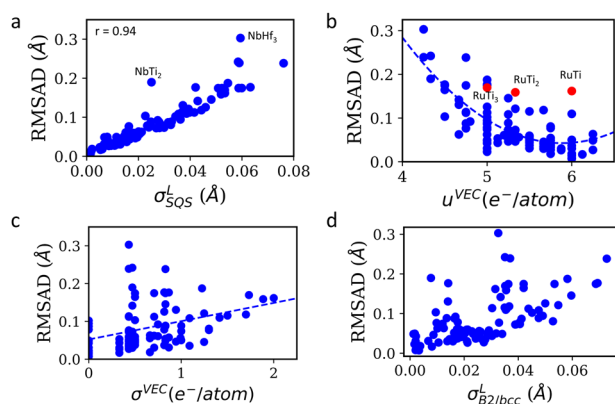 a
r = 0.94
NbHf₃
NbTi₂
RMSAD (Å)
0.3
0.2
0.1
0.0
0.00 0.02 0.04 0.06 0.08
σ^L_SQS (Å)
b
RuTi₃
RuTi₂
RuTi
RMSAD (Å)
0.3
0.2
0.1
0.0
4 5 6
u^VEC(e⁻/atom)
c
RMSAD (Å)
0.3
0.2
0.1
0.0
0 1 2
σ^VEC(e⁻/atom)
d
RMSAD (Å)
0.3
0.2
0.1
0.0
0.00 0.02 0.04 0.06
σ^L_B2/bcc (Å)